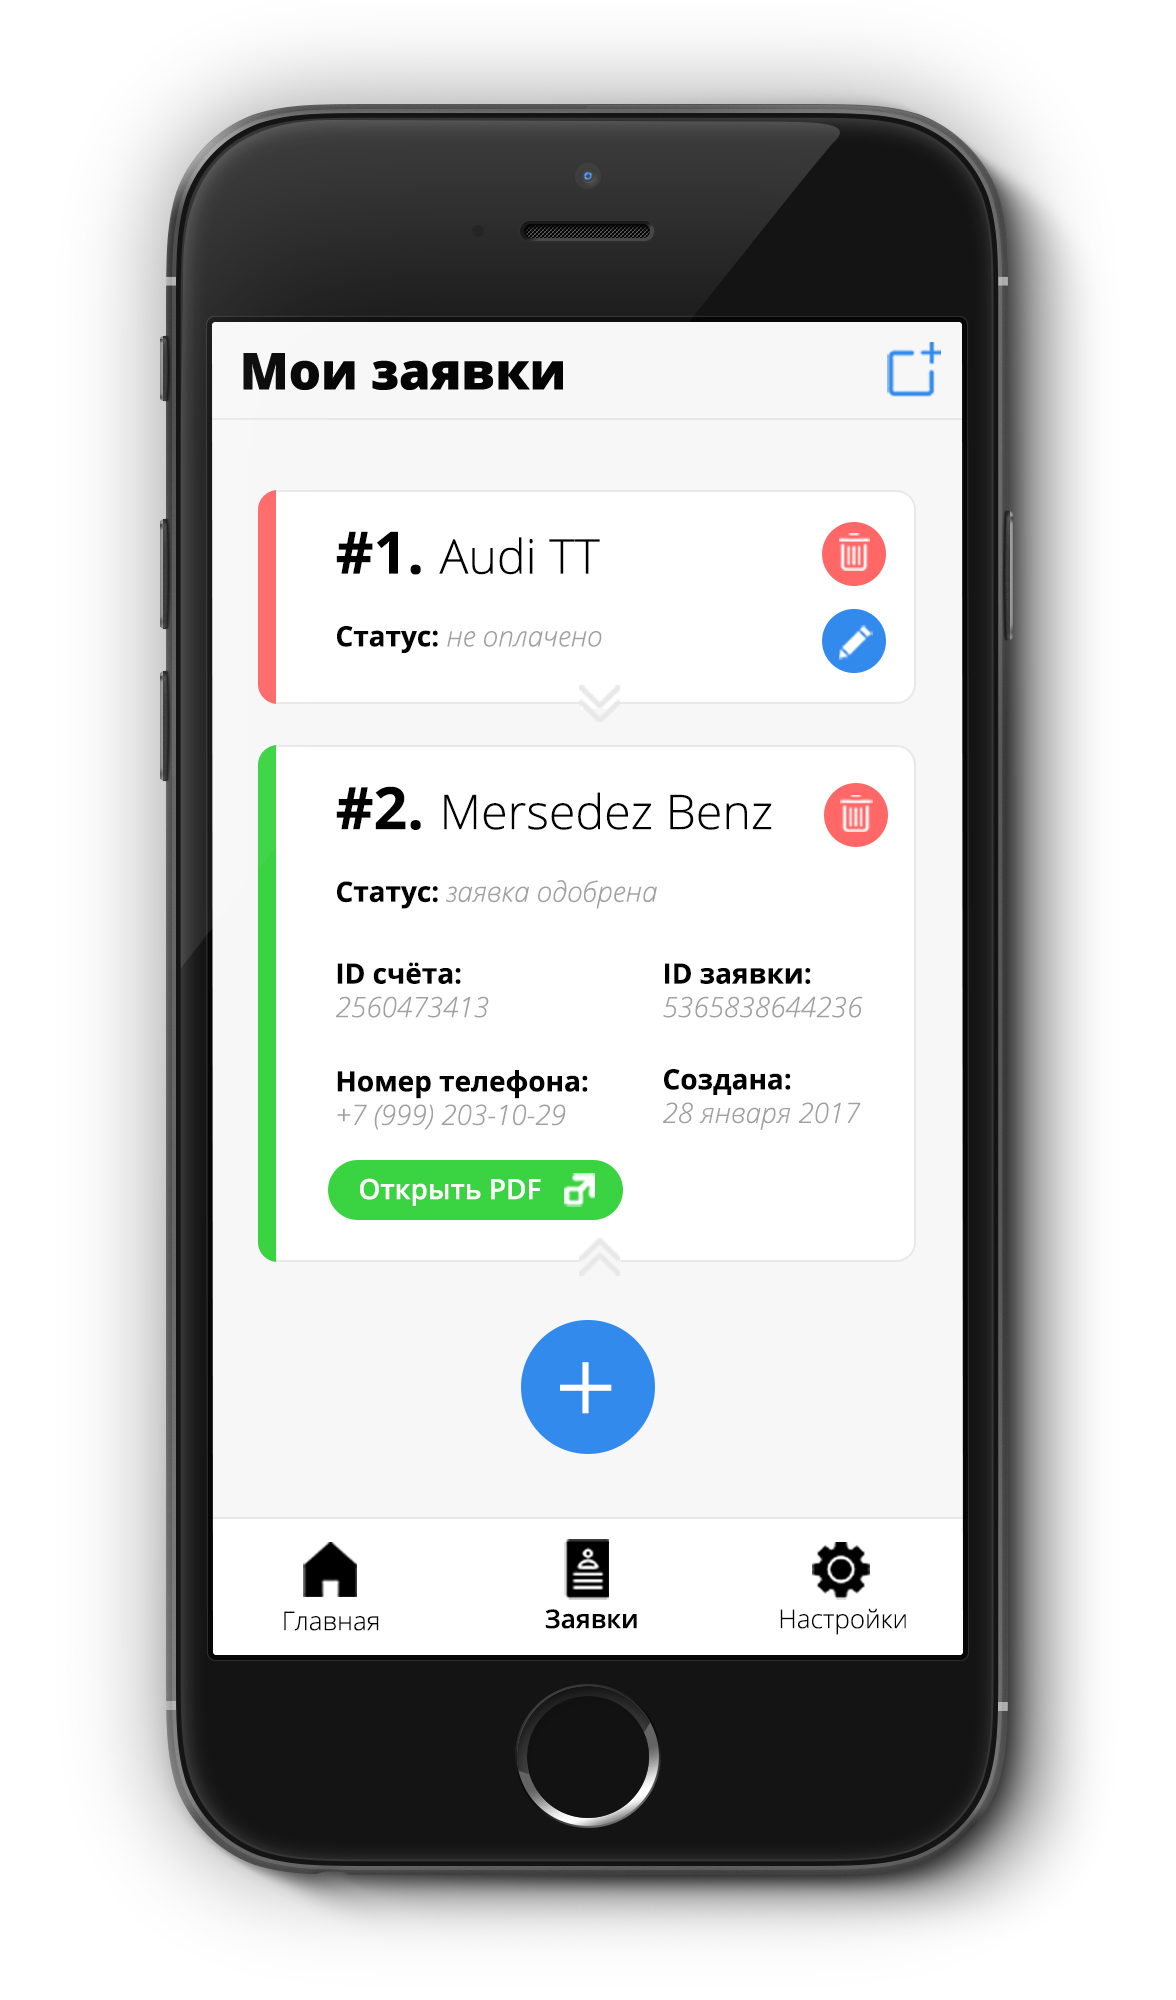 Мои заявки
#1. Audi TT
Статус: не оплачено
#2. Mersedez Benz
Статус: заявка одобрена
ID счёта: ID заявки:
2560473413 5365838644236
Номер телефона: Создана:
+7 (999) 203-10-29 28 января 2017
Открыть PDF
Главная Заявки Настройки